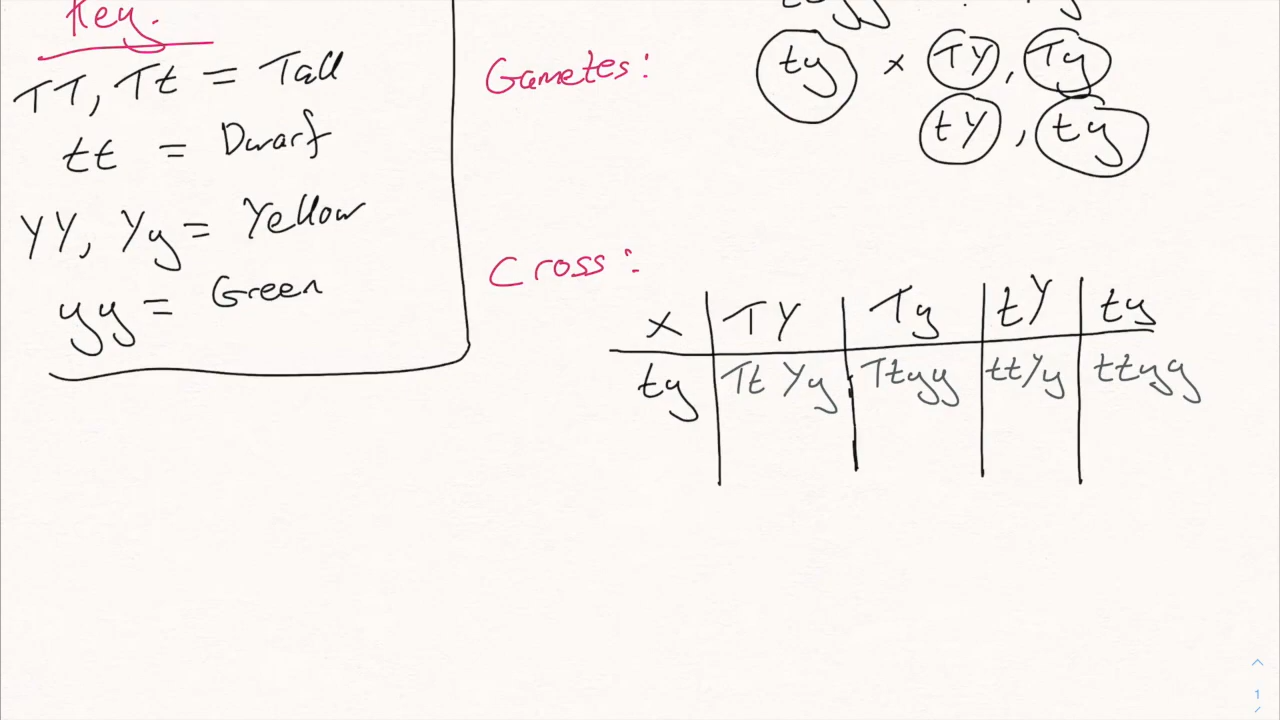 Key.
TT, Tt = Tall
tt = Dwarf
YY, Yy = Yellow
yy = Green
Gametes: ty × TY, Ty
tY, ty
Cross:
x TY Ty tY ty
ty TtYy Ttyy ttYy ttyy
1